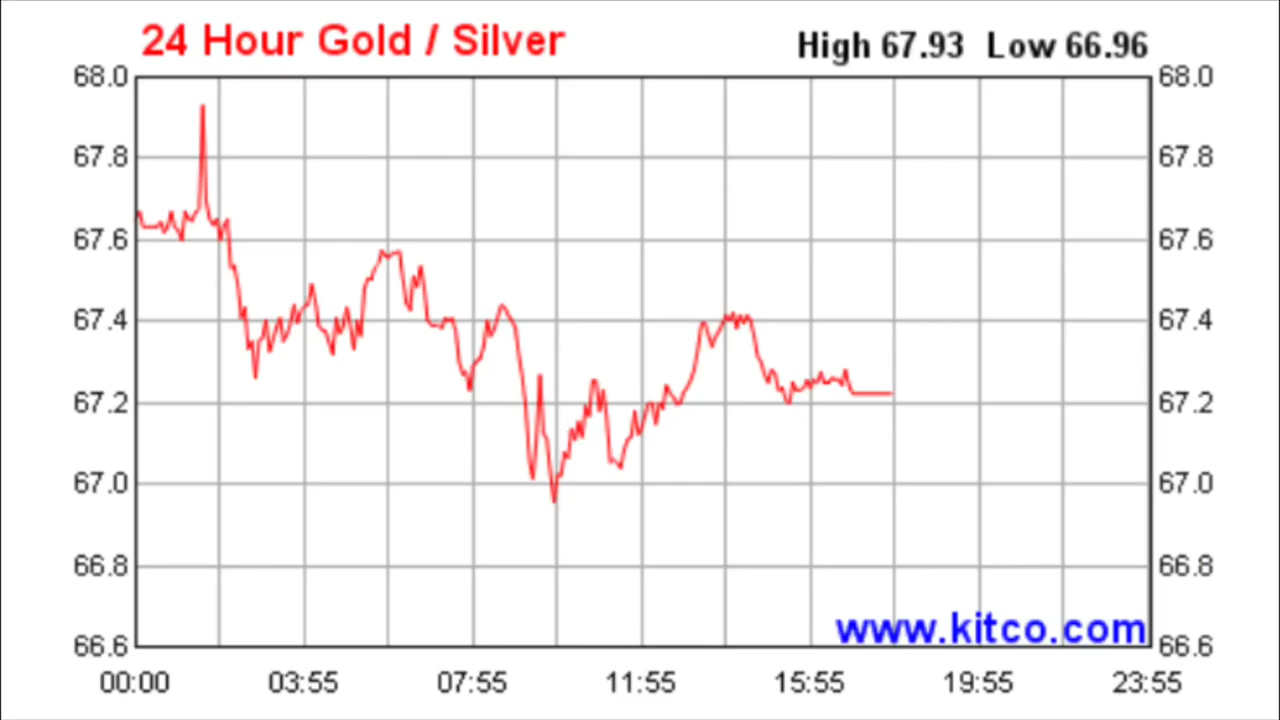 24 Hour Gold / Silver
High 67.93 Low 66.96
68.0 68.0
67.8 67.8
67.6 67.6
67.4 67.4
67.2 67.2
67.0 67.0
66.8 66.8
www.kitco.com
66.6 66.6
00:00 03:55 07:55 11:55 15:55 19:55 23:55